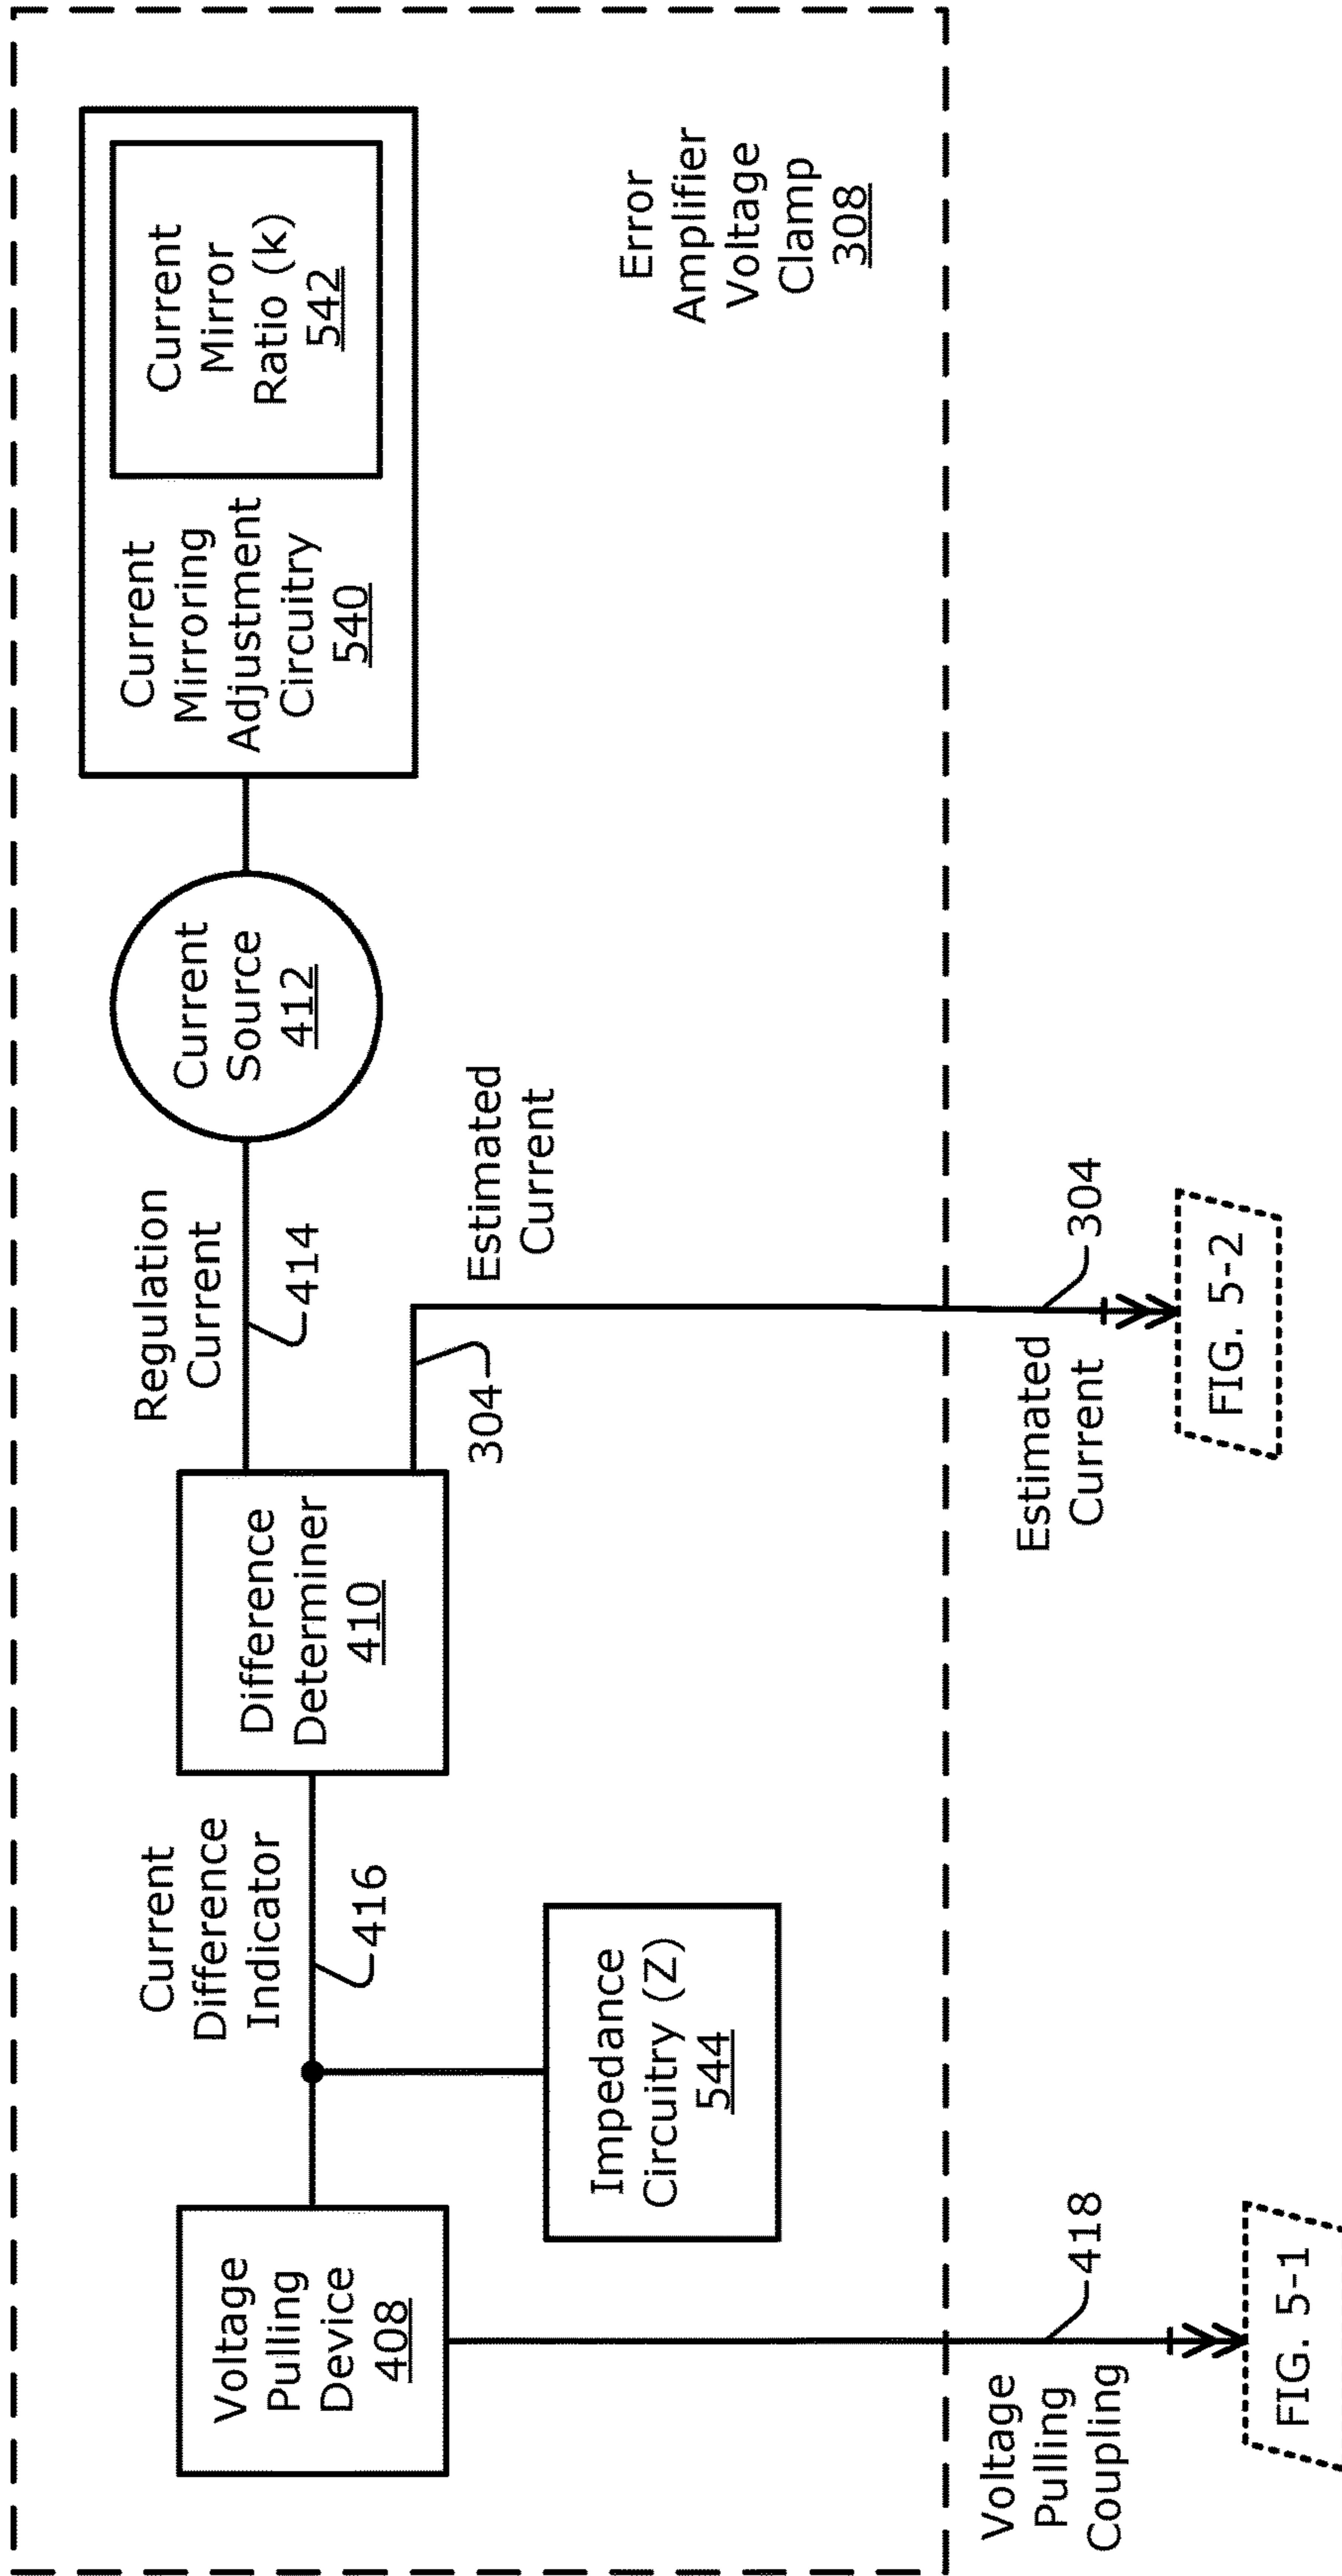 Voltage
Pulling
Device
408
Current
Difference
Indicator
416
Impedance
Circuitry (Z)
544
Difference
Determiner
410
Regulation
Current
414
304
Estimated
Current
Current
Source
412
Current
Mirroring
Adjustment
Circuitry
540
Current
Mirror
Ratio (k)
542
Error
Amplifier
Voltage
Clamp
308
Voltage
Pulling
Coupling
418
FIG. 5-1
Estimated
Current
304
FIG. 5-2